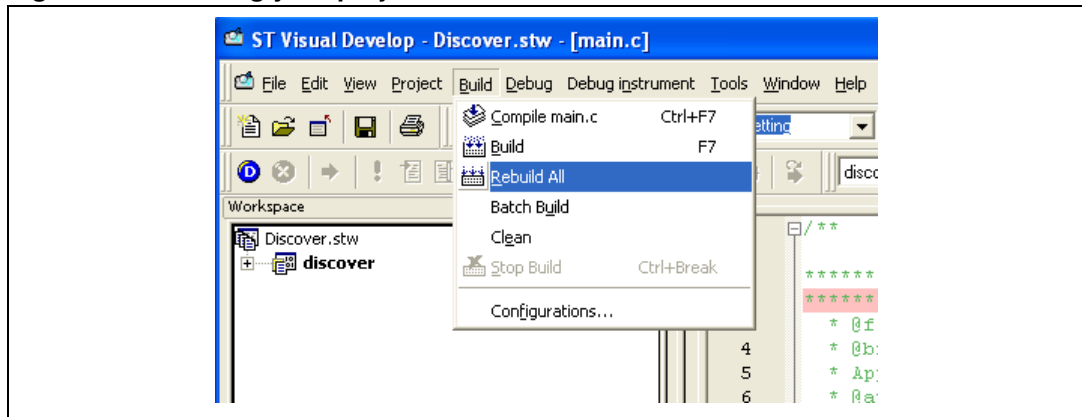 ST Visual Develop - Discover.stw - [main.c]
File Edit View Project Build Debug Debug instrument Tools Window Help
Compile main.c Ctrl+F7
Build F7
Rebuild All
disco
Workspace
Batch Build
/**
Discover.stw
Clean
discover
Stop Build Ctrl+Break
******
******
Configurations...
* @f
4 * @b
5 * Ap
6 * @a